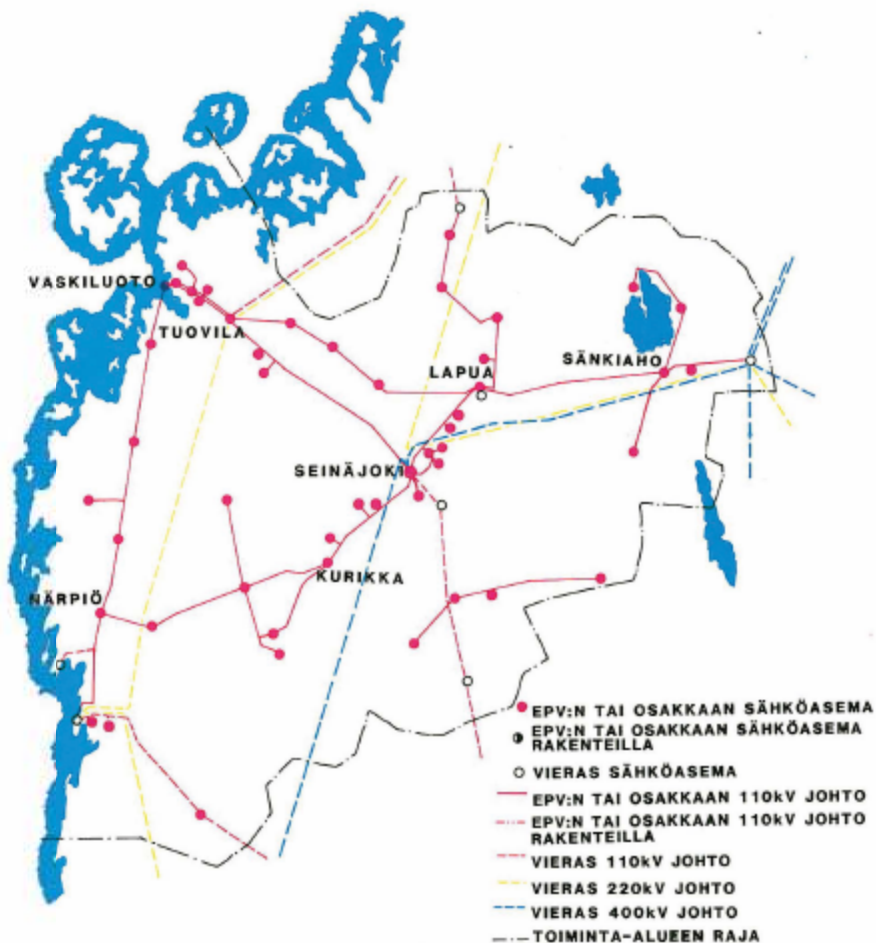 VASKILUOTO
TUOVILA
LAPUA
SÄNKIAHO
SEINÄJOKI
KURIKKA
NÄRPIÖ
EPV:N TAI OSAKKAAN SÄHKÖASEMA
EPV:N TAI OSAKKAAN SÄHKÖASEMA
RAKENTEILLA
VIERAS SÄHKÖASEMA
EPV:N TAI OSAKKAAN 110kV JOHTO
EPV:N TAI OSAKKAAN 110kV JOHTO
RAKENTEILLA
VIERAS 110kV JOHTO
VIERAS 220kV JOHTO
VIERAS 400kV JOHTO
TOIMINTA-ALUEEN RAJA